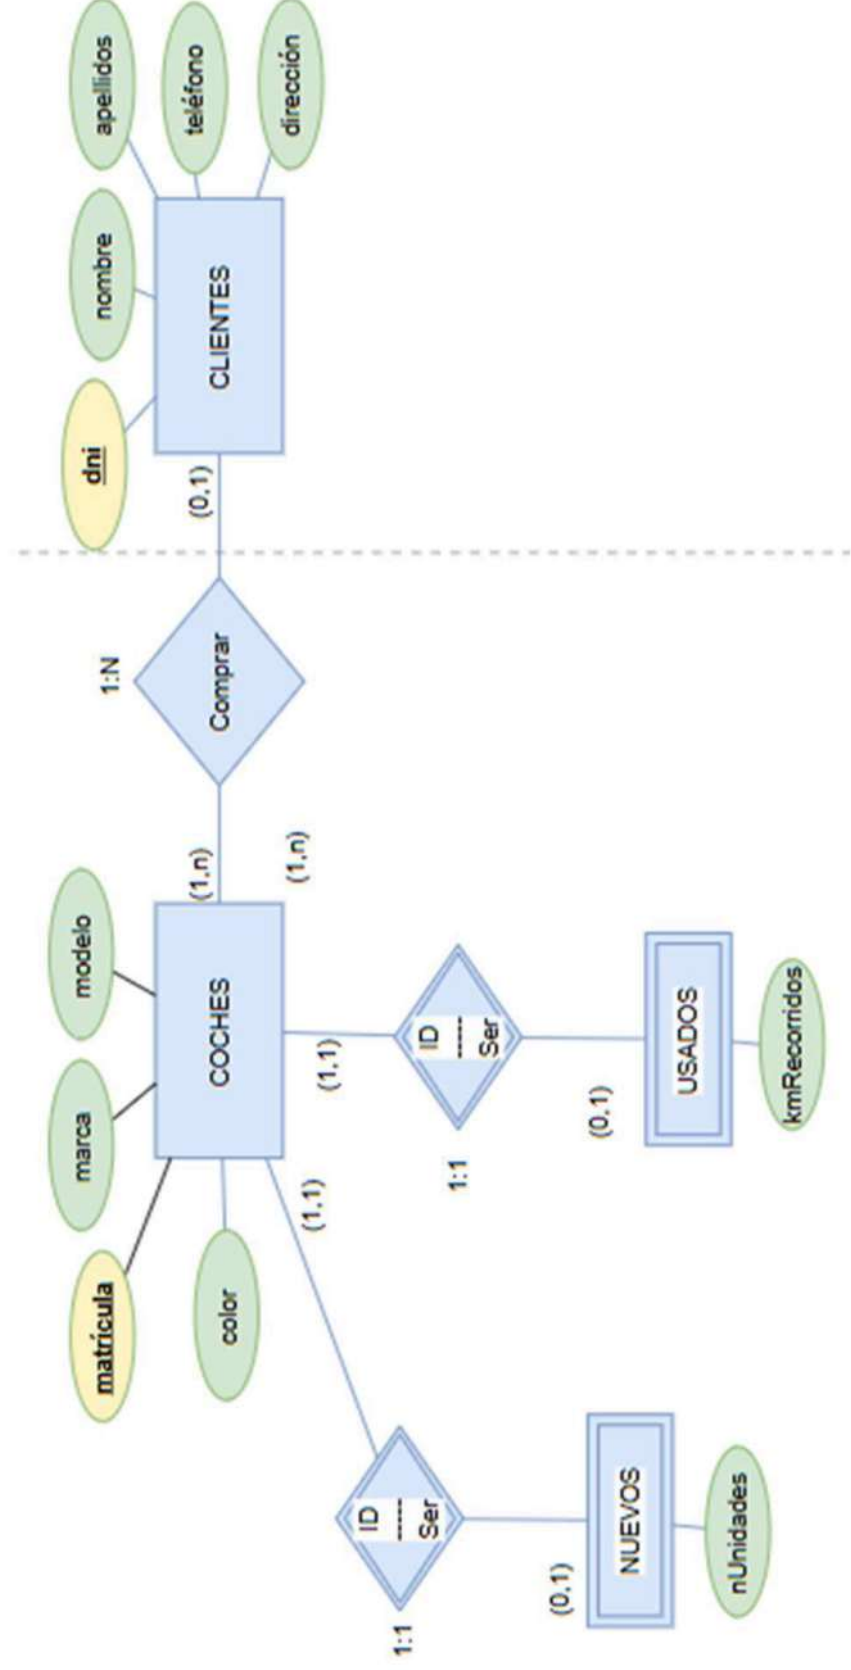 matrícula
marca
modelo
color
COCHES
(1,n)
(1,n)
1:N
Comprar
(0,1)
dni
nombre
apellidos
teléfono
dirección
CLIENTES
(1,1)
(1,1)
1:1
ID
------
Ser
(0,1)
NUEVOS
nUnidades
1:1
ID
------
Ser
(0,1)
USADOS
kmRecorridos